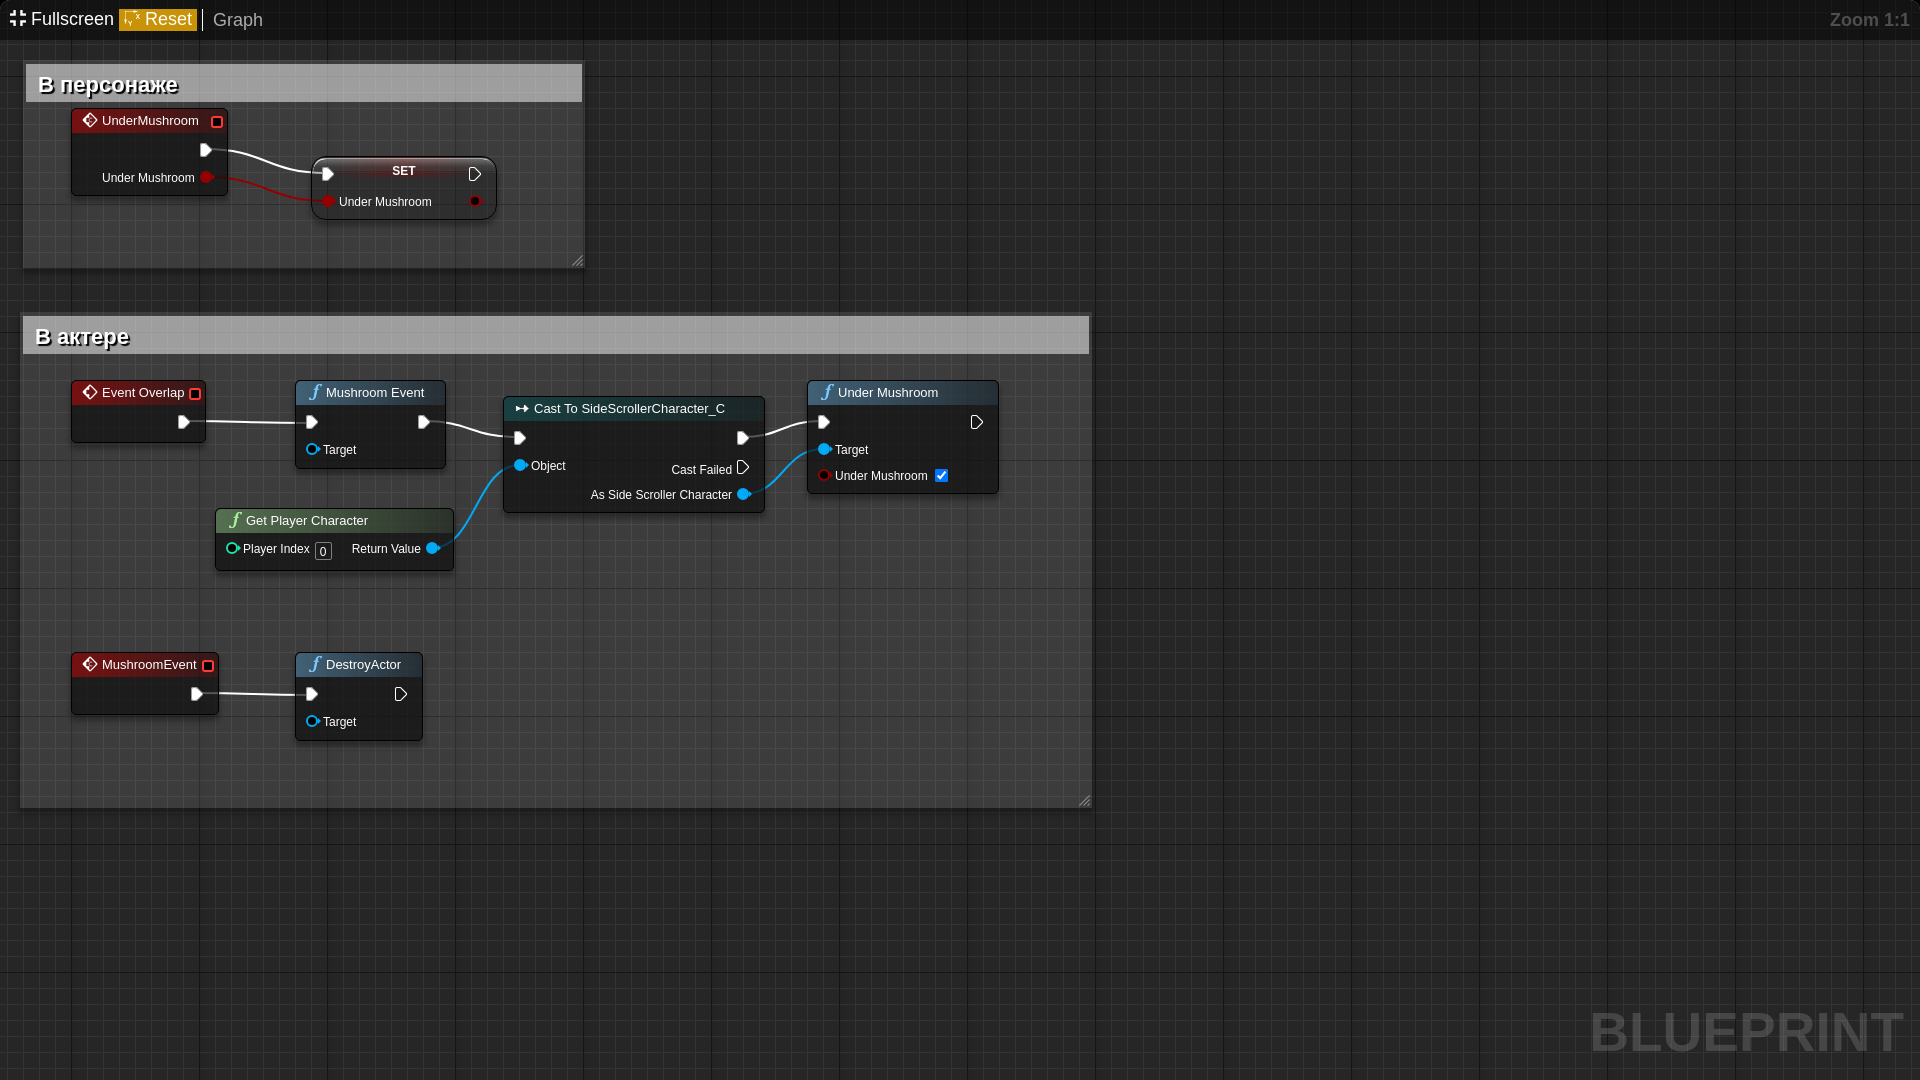 Fullscreen Reset Graph Zoom 1:1
В персонаже
UnderMushroom
Under Mushroom
SET
Under Mushroom
В актере
Event Overlap
Mushroom Event
Target
Cast To SideScrollerCharacter_C
Object
Cast Failed
As Side Scroller Character
Under Mushroom
Target
Under Mushroom
Get Player Character
Player Index 0 Return Value
MushroomEvent
DestroyActor
Target
BLUEPRINT